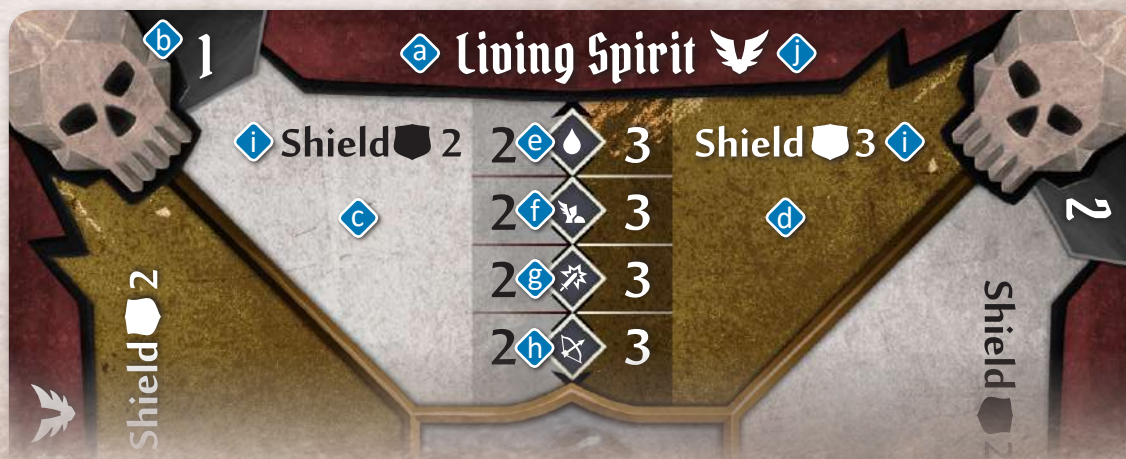 b 1 a Living Spirit j
i Shield 2 2 e 3 Shield 3 i
c 2 f 3 d
2 g 3
2 h 3
2
Shield 2
Shield 2